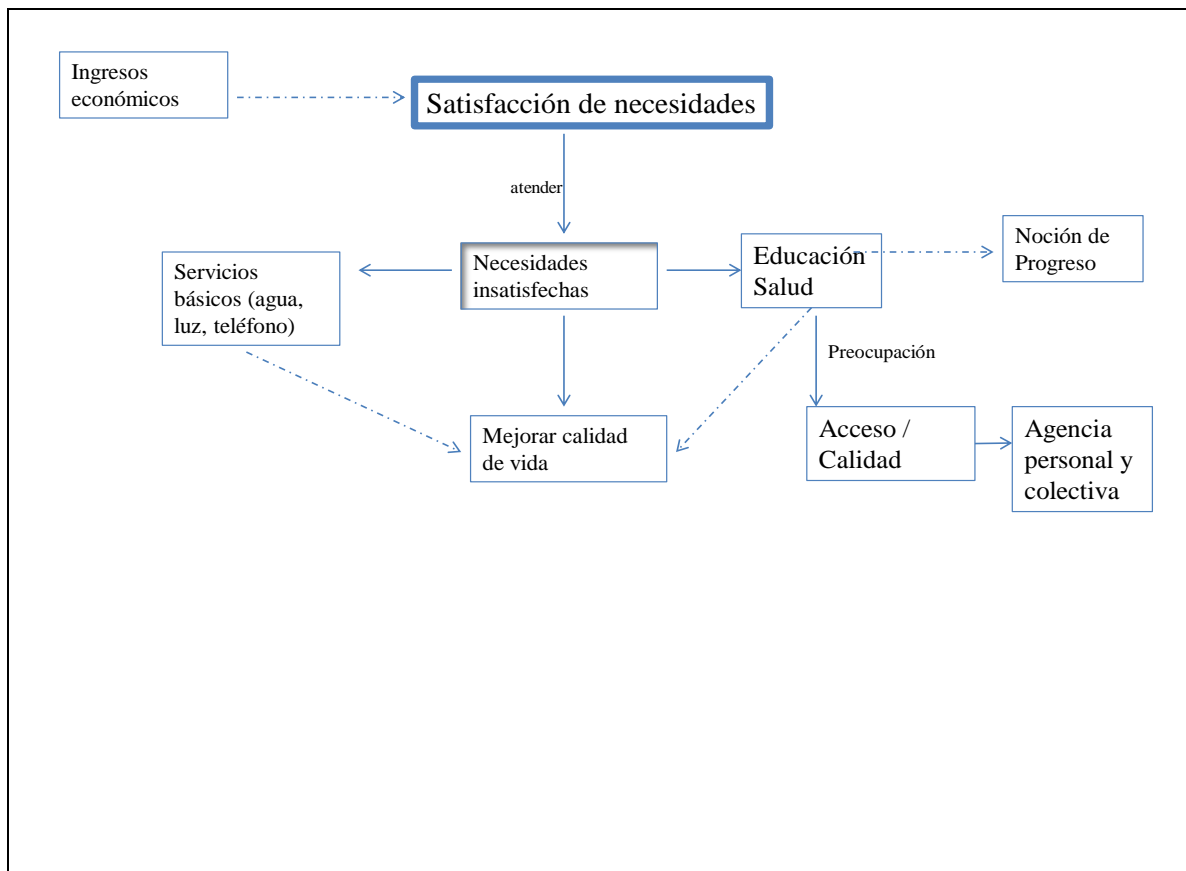 Ingresos
económicos
Satisfacción de necesidades
atender
Servicios
básicos (agua,
luz, teléfono)
Necesidades
insatisfechas
Educación
Salud
Noción de
Progreso
Preocupación
Mejorar calidad
de vida
Acceso /
Calidad
Agencia
personal y
colectiva